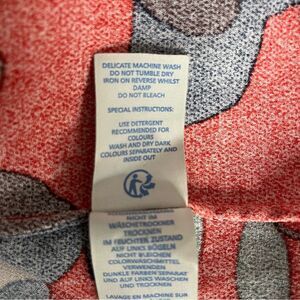 DELICATE MACHINE WASH
DO NOT TUMBLE DRY
IRON ON REVERSE WHILST
DAMP
DO NOT BLEACH
SPECIAL INSTRUCTIONS:
USE DETERGENT
RECOMMENDED FOR
COLOURS
WASH AND DRY DARK
COLOURS SEPARATELY AND
INSIDE OUT
NICHT IM
WÄSCHETROCKNER
TROCKNEN
IM FEUCHTEN ZUSTAND
AUF LINKS BÜGELN
NICHT BLEICHEN
COLORWASCHMITTEL
VERWENDEN
DUNKLE FARBEN SEPARAT
UND AUF LINKS WASCHEN
LAVAGE EN MACHINE SUR